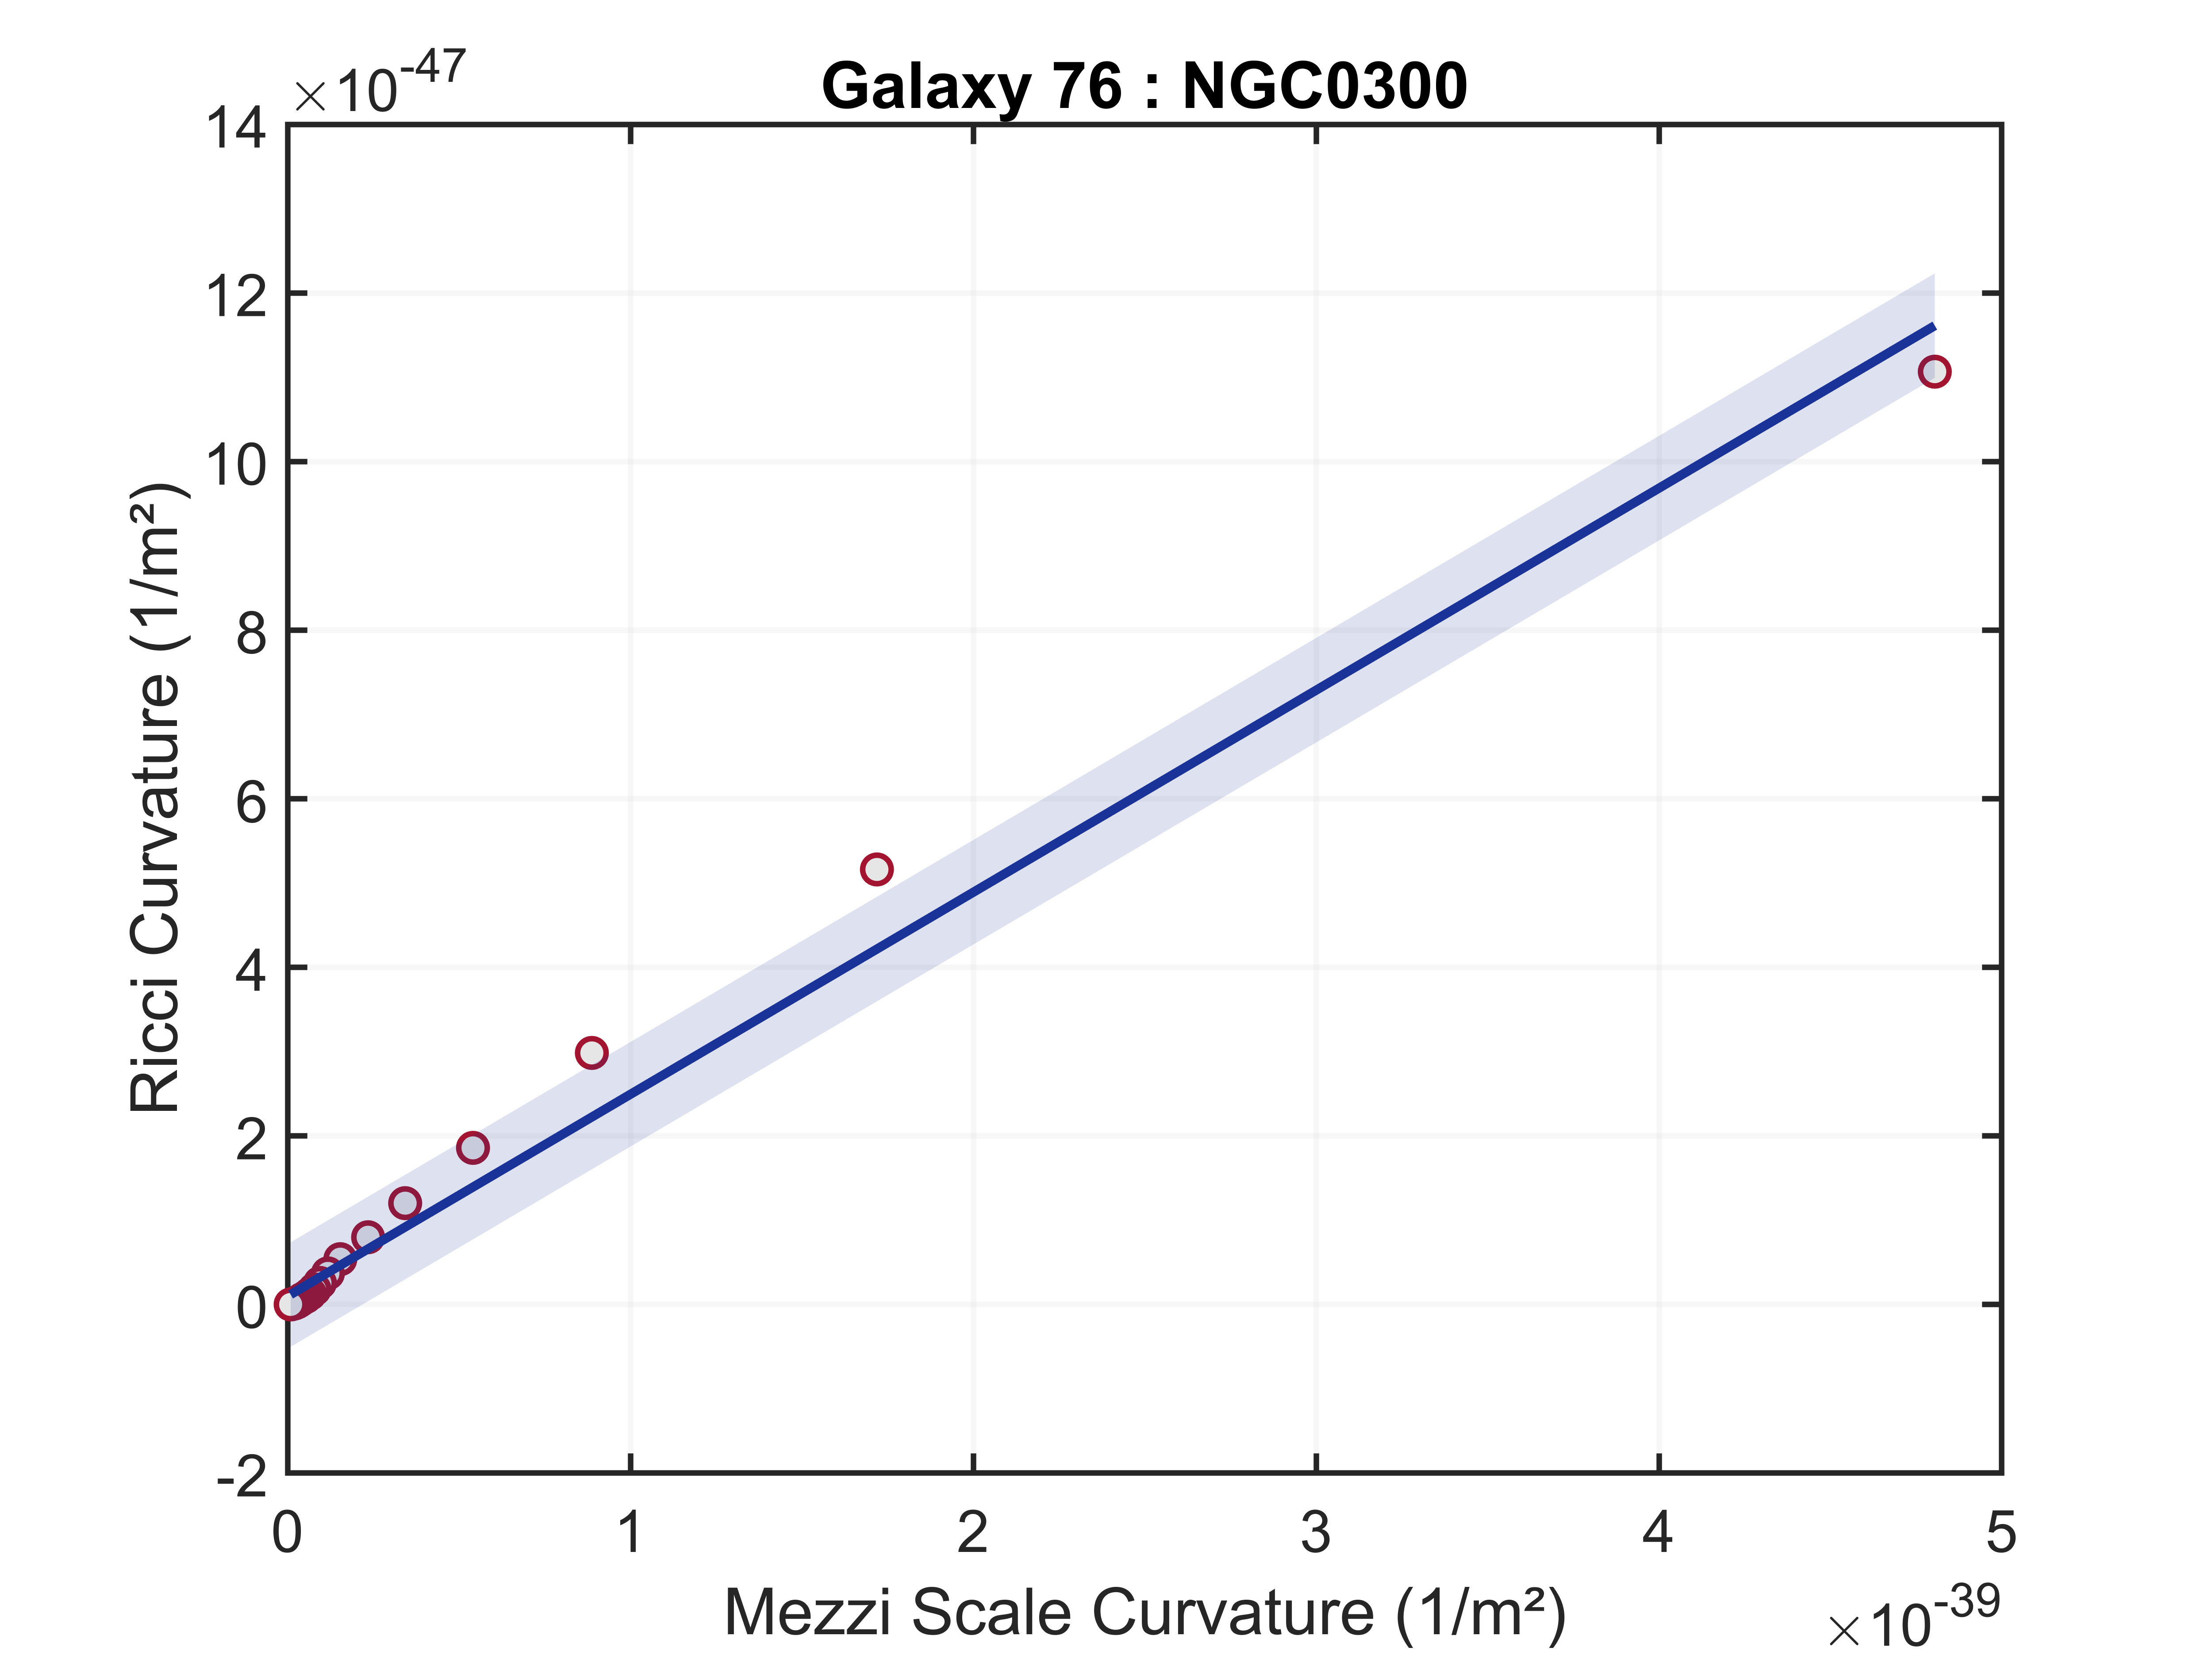 ×10⁻⁴⁷
Galaxy 76 : NGC0300
14
12
10
8
6
4
2
0
-2
Ricci Curvature (1/m²)
0 1 2 3 4 5
Mezzi Scale Curvature (1/m²)
×10⁻³⁹